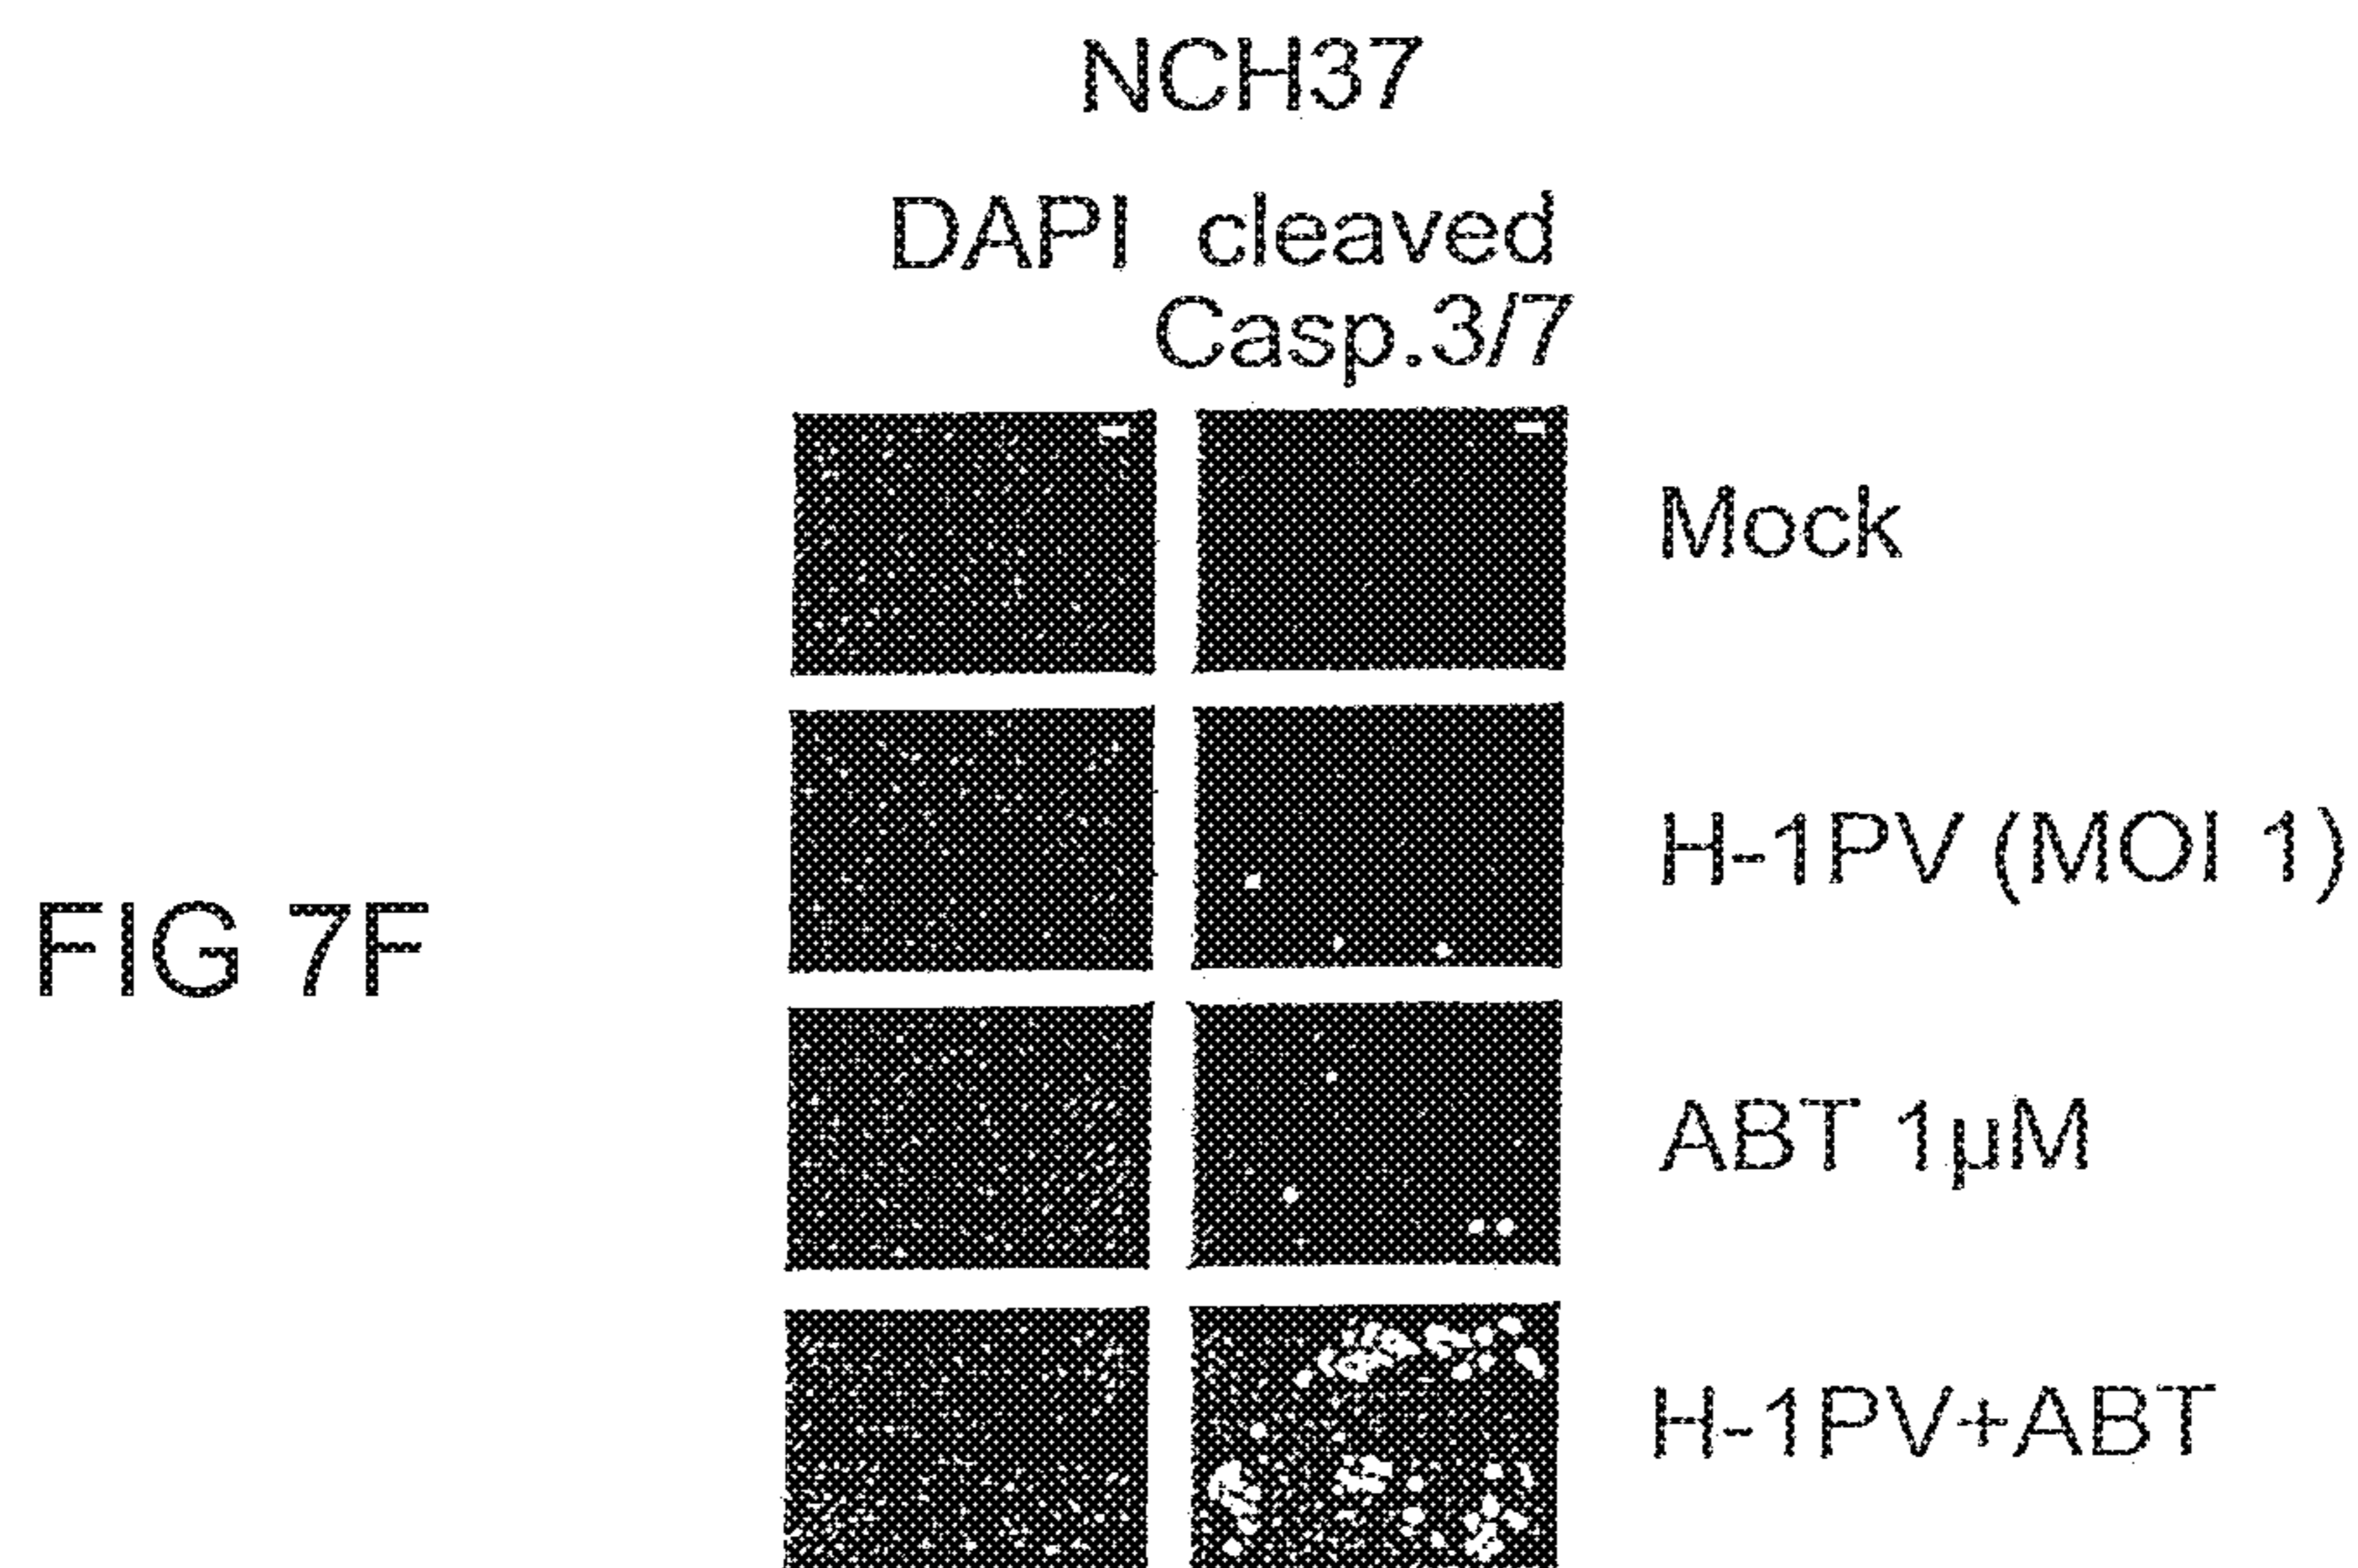 NCH37
DAPI cleaved
Casp.3/7
Mock
H-1PV (MOI 1)
FIG 7F
ABT 1µM
H-1PV+ABT